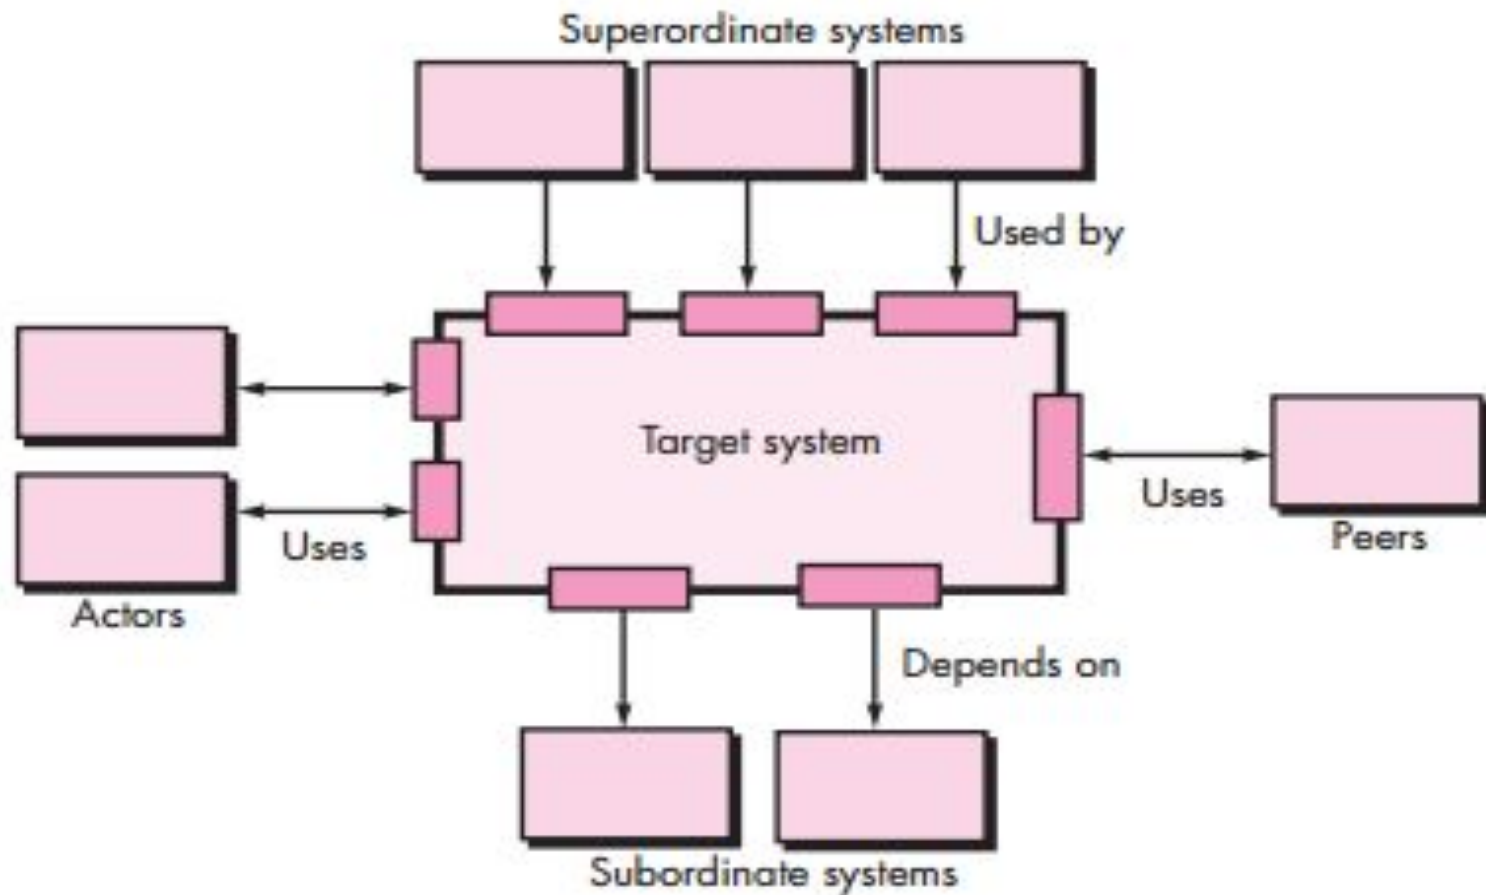 Superordinate systems
Used by
Target system
Uses
Actors
Uses
Peers
Depends on
Subordinate systems